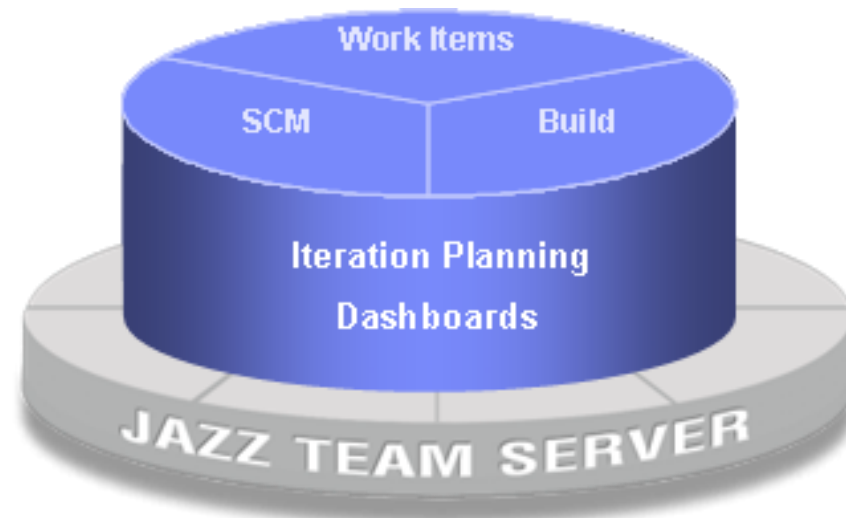 Work Items
SCM Build
Iteration Planning
Dashboards
JAZZ TEAM SERVER